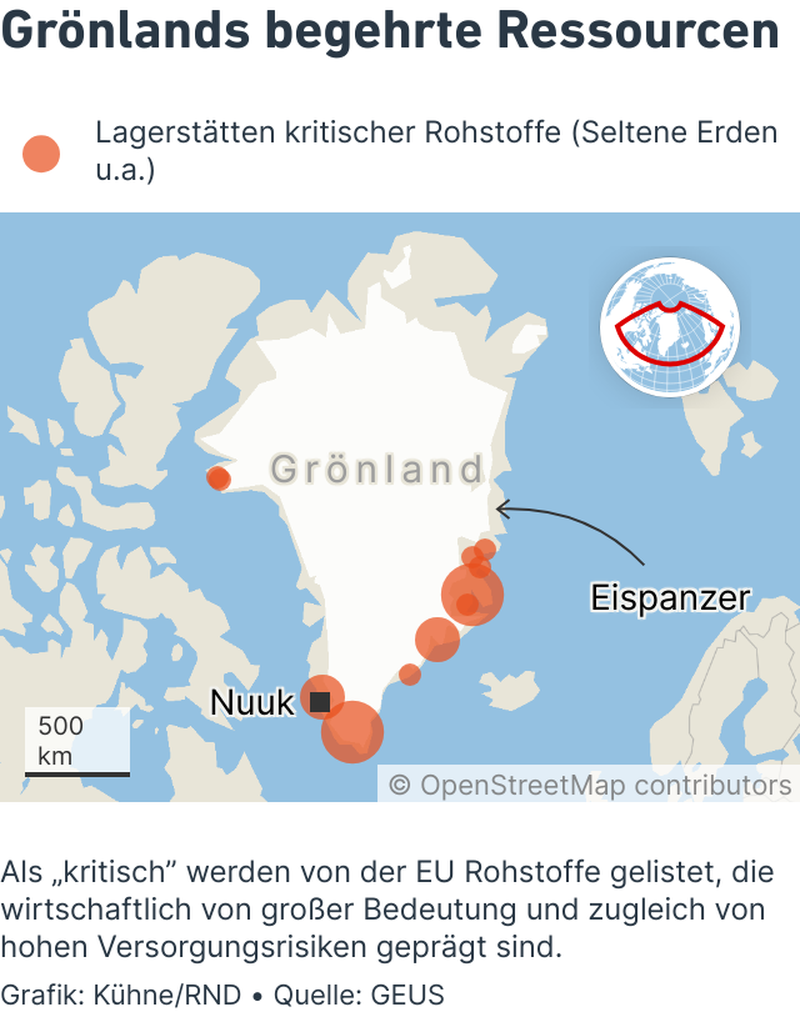 Grönlands begehrte Ressourcen
Lagerstätten kritischer Rohstoffe (Seltene Erden
u.a.)
Grönland
Eispanzer
Nuuk
500
km
© OpenStreetMap contributors
Als „kritisch” werden von der EU Rohstoffe gelistet, die
wirtschaftlich von großer Bedeutung und zugleich von
hohen Versorgungsrisiken geprägt sind.
Grafik: Kühne/RND • Quelle: GEUS